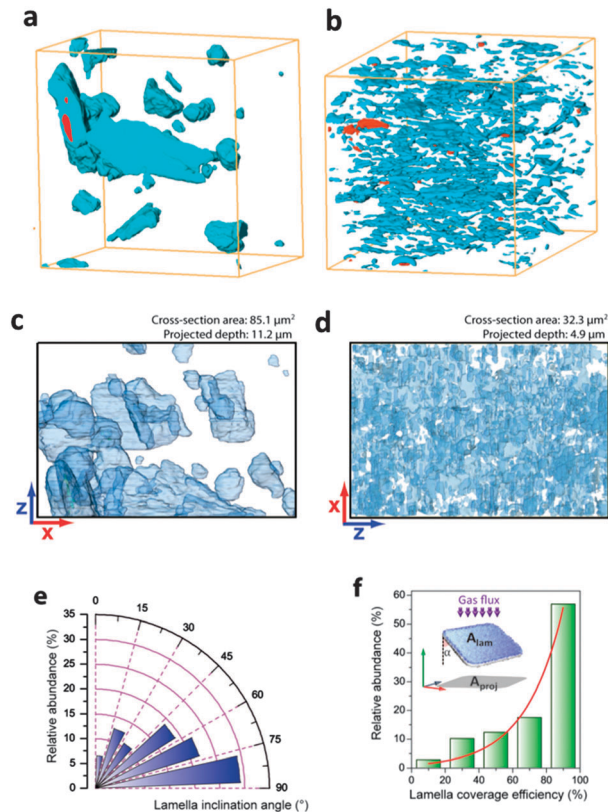 a
b
c
Cross-section area: 85.1 µm²
Projected depth: 11.2 µm
z
x
d
Cross-section area: 32.3 µm²
Projected depth: 4.9 µm
x
z
e
Relative abundance (%)
35
30
25
20
15
10
5
0
0
15
30
45
60
75
90
Lamella inclination angle (°)
f
Relative abundance (%)
60
50
40
30
20
10
0
Gas flux
A_lam
α
A_proj
0 20 40 60 80 100
Lamella coverage efficiency (%)